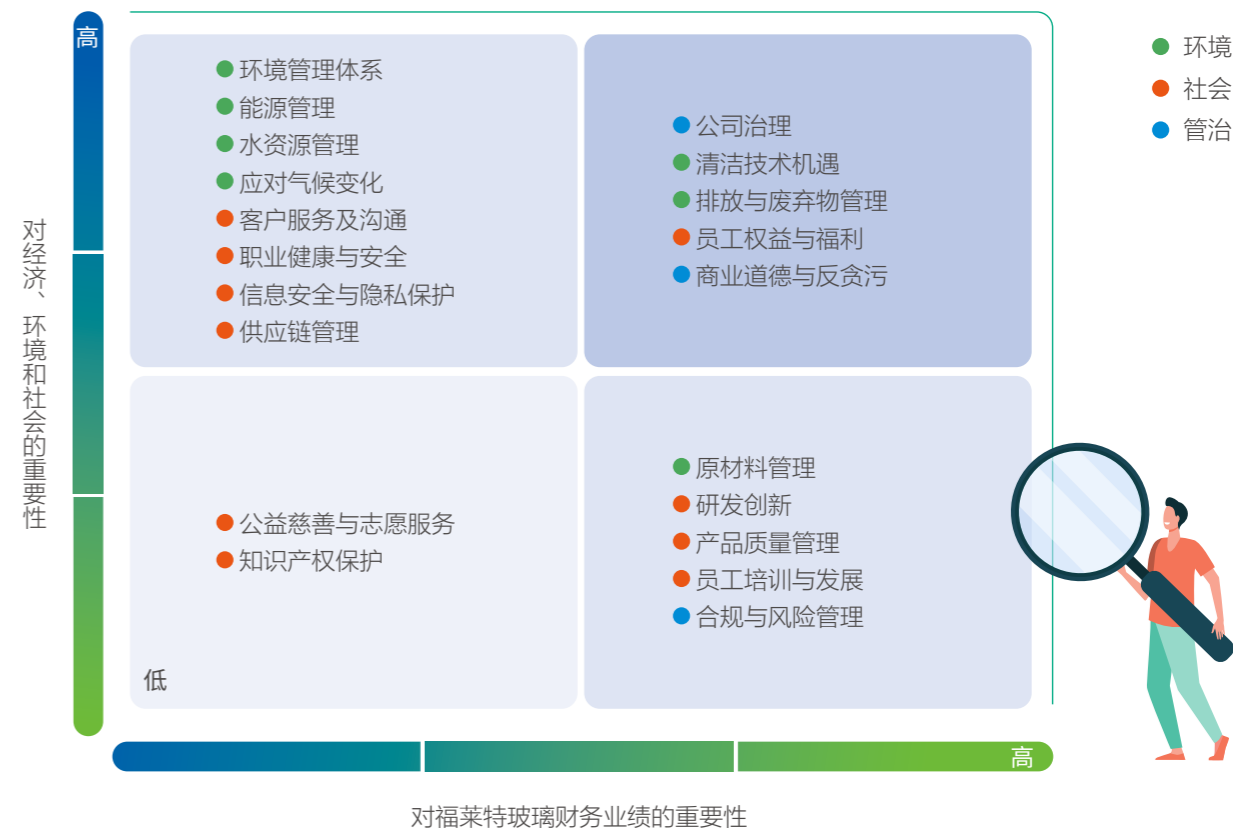 高
环境管理体系
能源管理
水资源管理
应对气候变化
客户服务及沟通
职业健康与安全
信息安全与隐私保护
供应链管理
公司治理
清洁技术机遇
排放与废弃物管理
员工权益与福利
商业道德与反贪污
环境
社会
管治
对经济、环境和社会的重要性
公益慈善与志愿服务
知识产权保护
原材料管理
研发创新
产品质量管理
员工培训与发展
合规与风险管理
低
高
对福莱特玻璃财务业绩的重要性